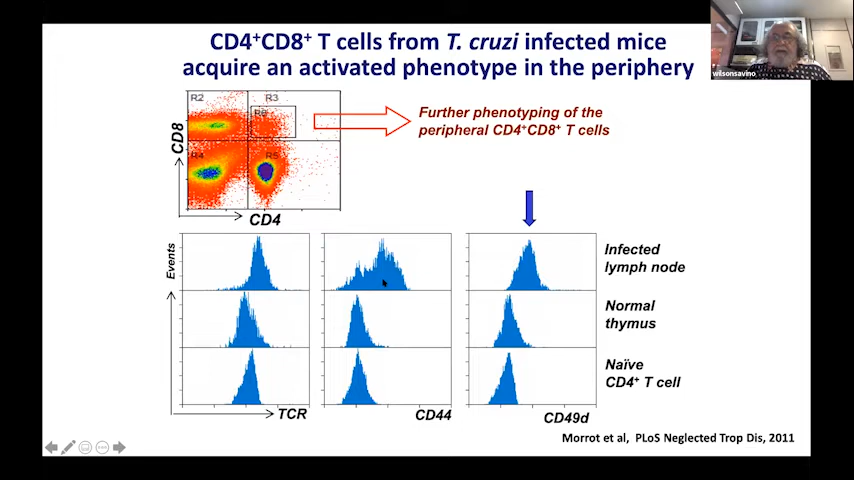 CD4⁺CD8⁺ T cells from T. cruzi infected mice
acquire an activated phenotype in the periphery
wilsonsavino
R2
R3
R6
R4
R5
CD8
CD4
Further phenotyping of the
peripheral CD4⁺CD8⁺ T cells
Events
Infected
lymph node
Normal
thymus
Naïve
CD4⁺ T cell
TCR
CD44
CD49d
Morrot et al, PLoS Neglected Trop Dis, 2011